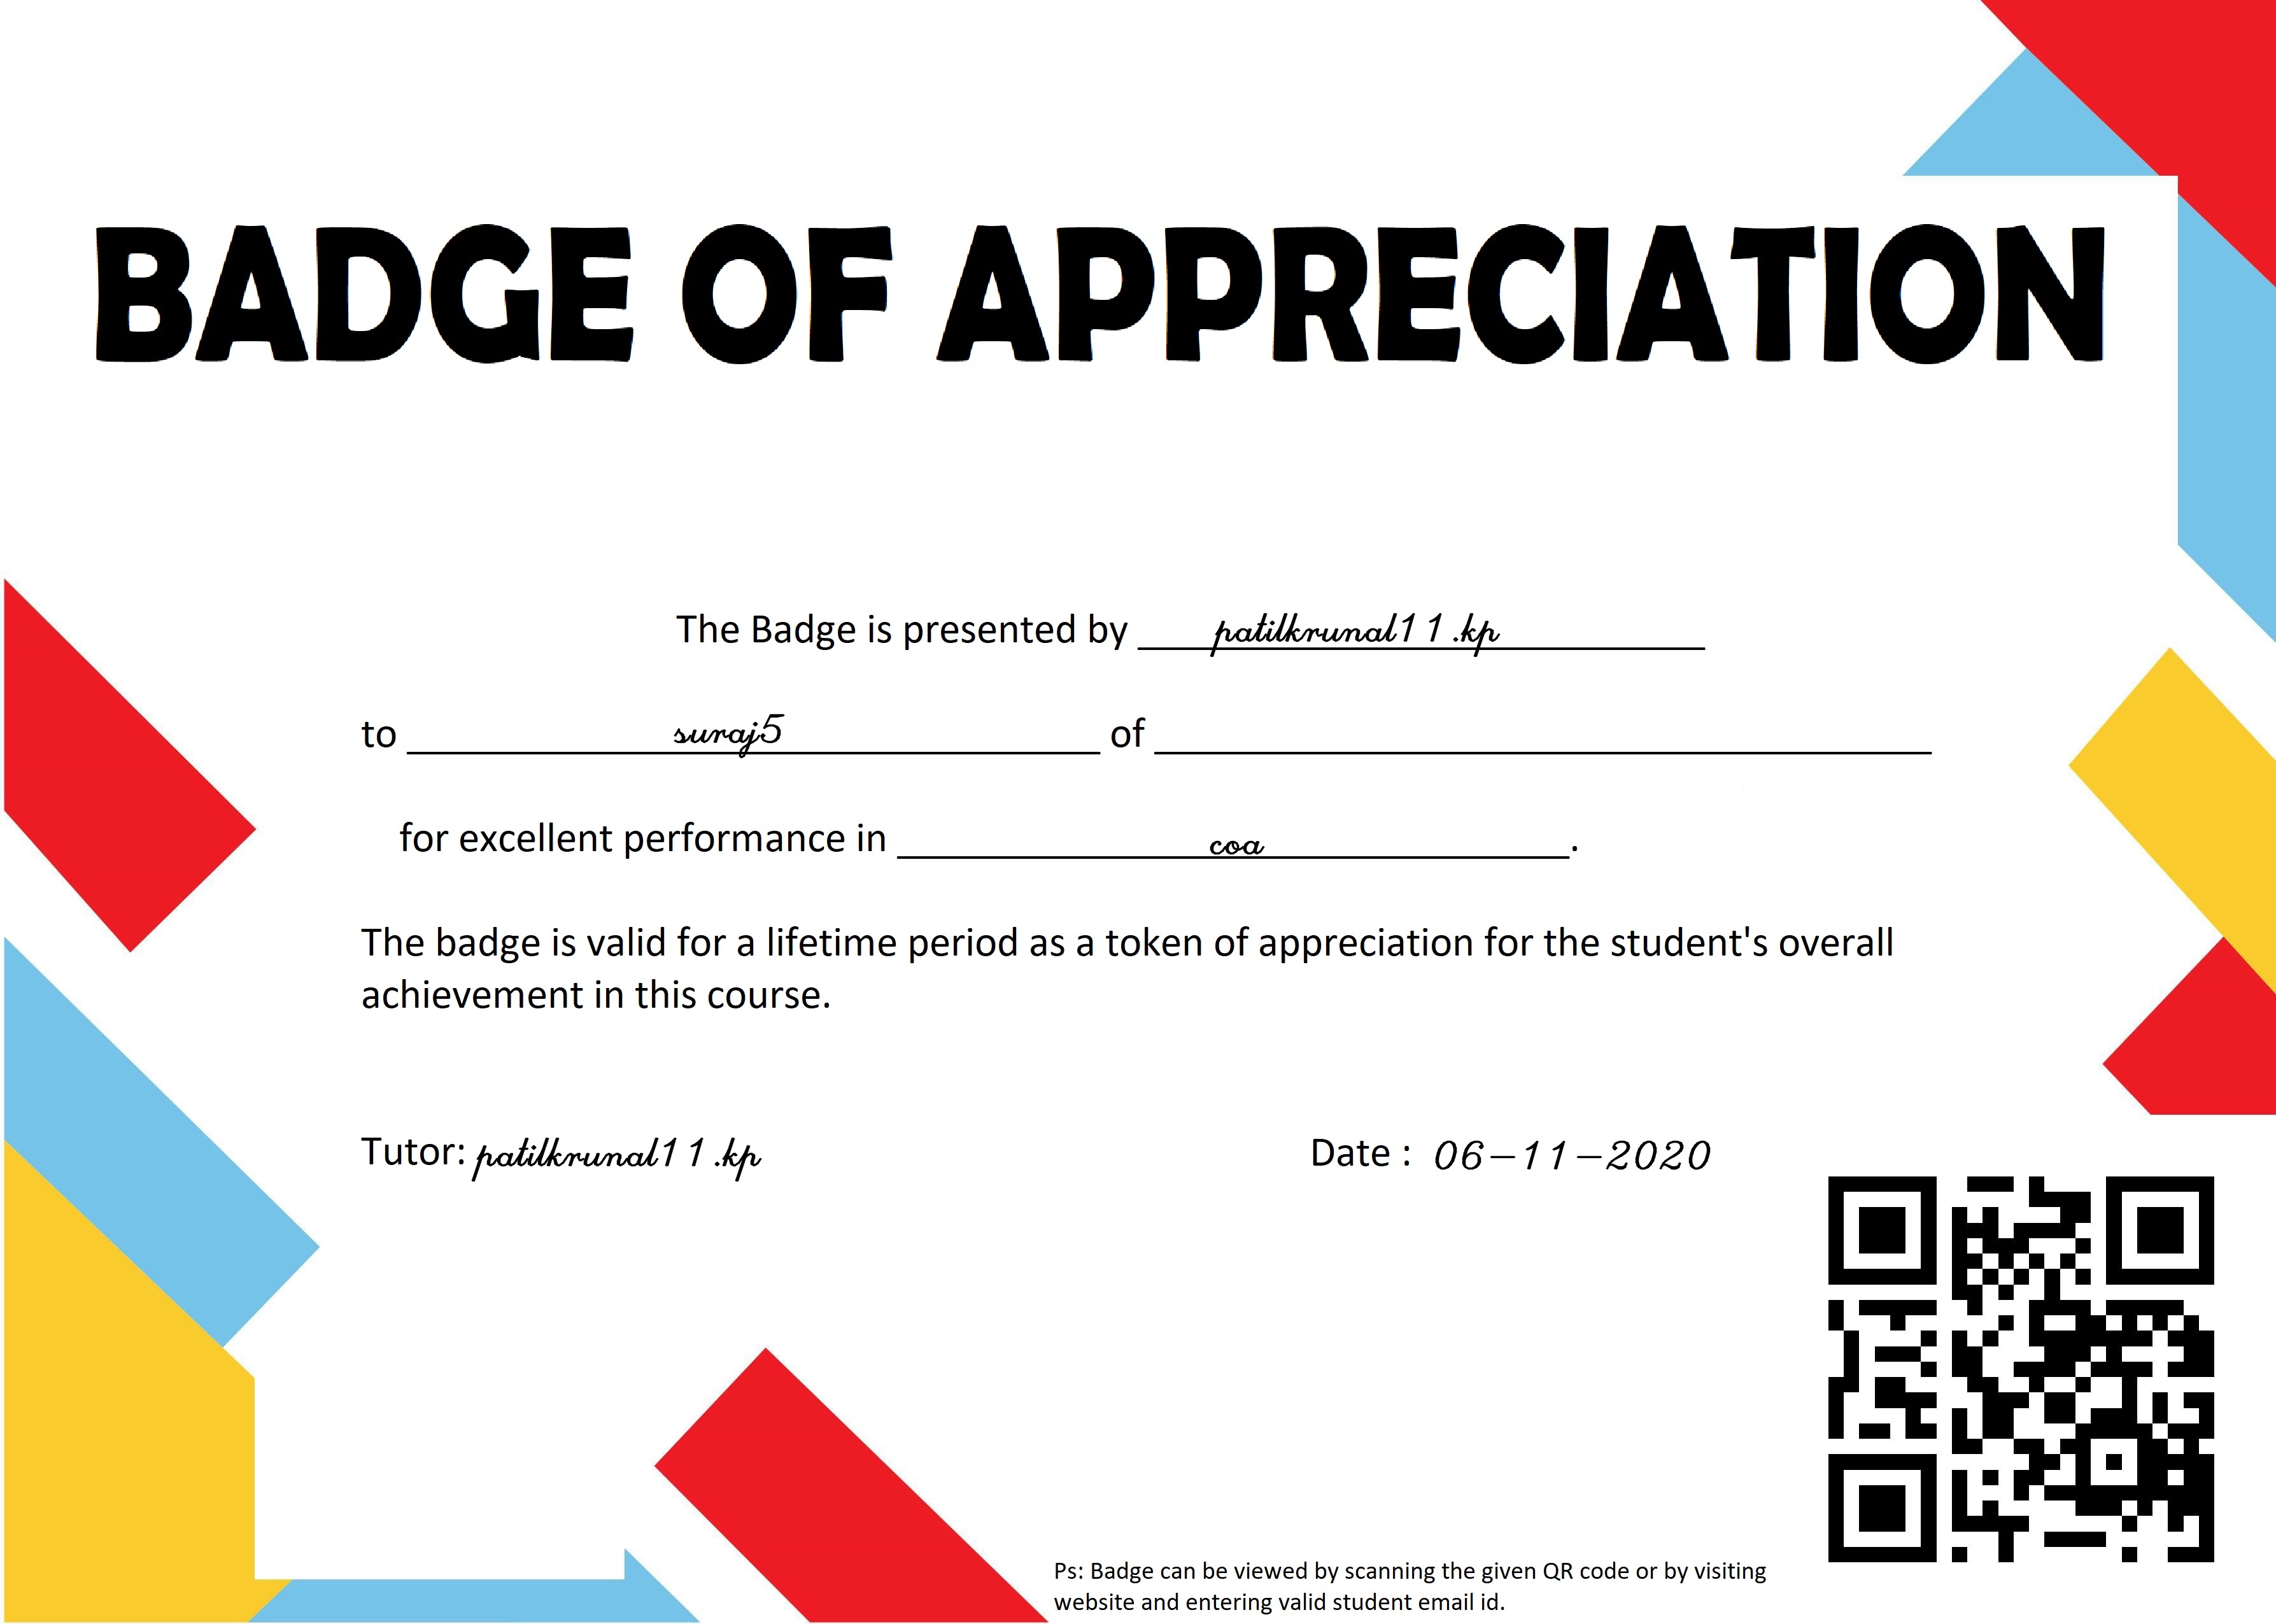 BADGE OF APPRECIATION
The Badge is presented by patilkrunal11.kp
to suraj5 of
for excellent performance in coa.
The badge is valid for a lifetime period as a token of appreciation for the student's overall
achievement in this course.
Tutor: patilkrunal11.kp Date : 06-11-2020
Ps: Badge can be viewed by scanning the given QR code or by visiting
website and entering valid student email id.